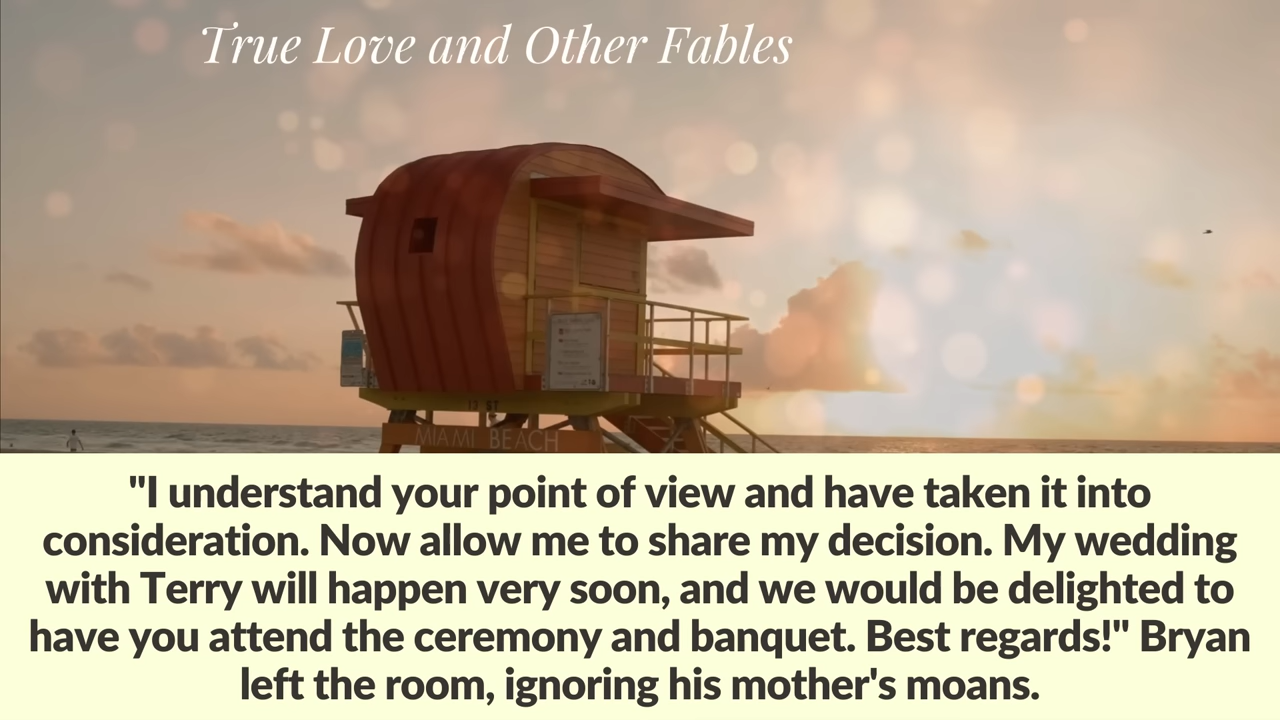 True Love and Other Fables
MIAMI BEACH
"I understand your point of view and have taken it into
consideration. Now allow me to share my decision. My wedding
with Terry will happen very soon, and we would be delighted to
have you attend the ceremony and banquet. Best regards!" Bryan
left the room, ignoring his mother's moans.